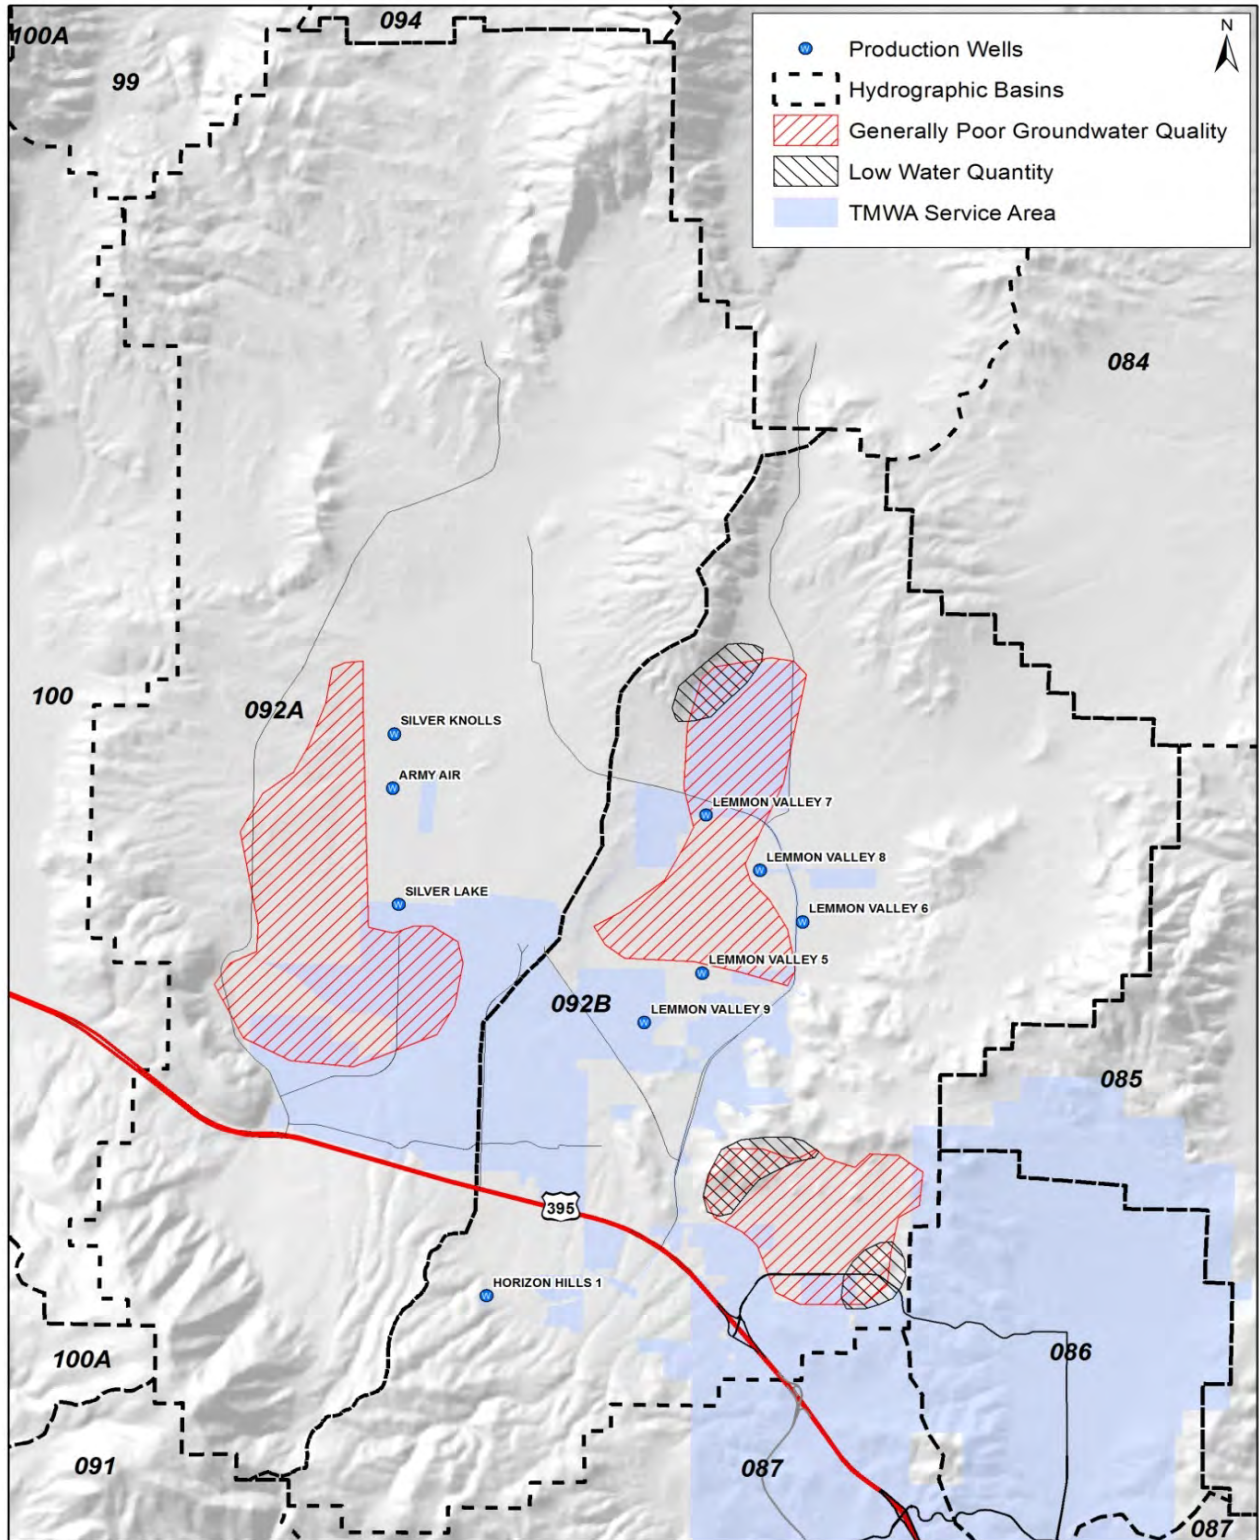 094
100A
99
N
Production Wells
Hydrographic Basins
Generally Poor Groundwater Quality
Low Water Quantity
TMWA Service Area
084
100
092A
SILVER KNOLLS
ARMY AIR
LEMMON VALLEY 7
LEMMON VALLEY 8
SILVER LAKE
LEMMON VALLEY 6
LEMMON VALLEY 5
092B
LEMMON VALLEY 9
085
395
HORIZON HILLS 1
100A
086
091
087
087